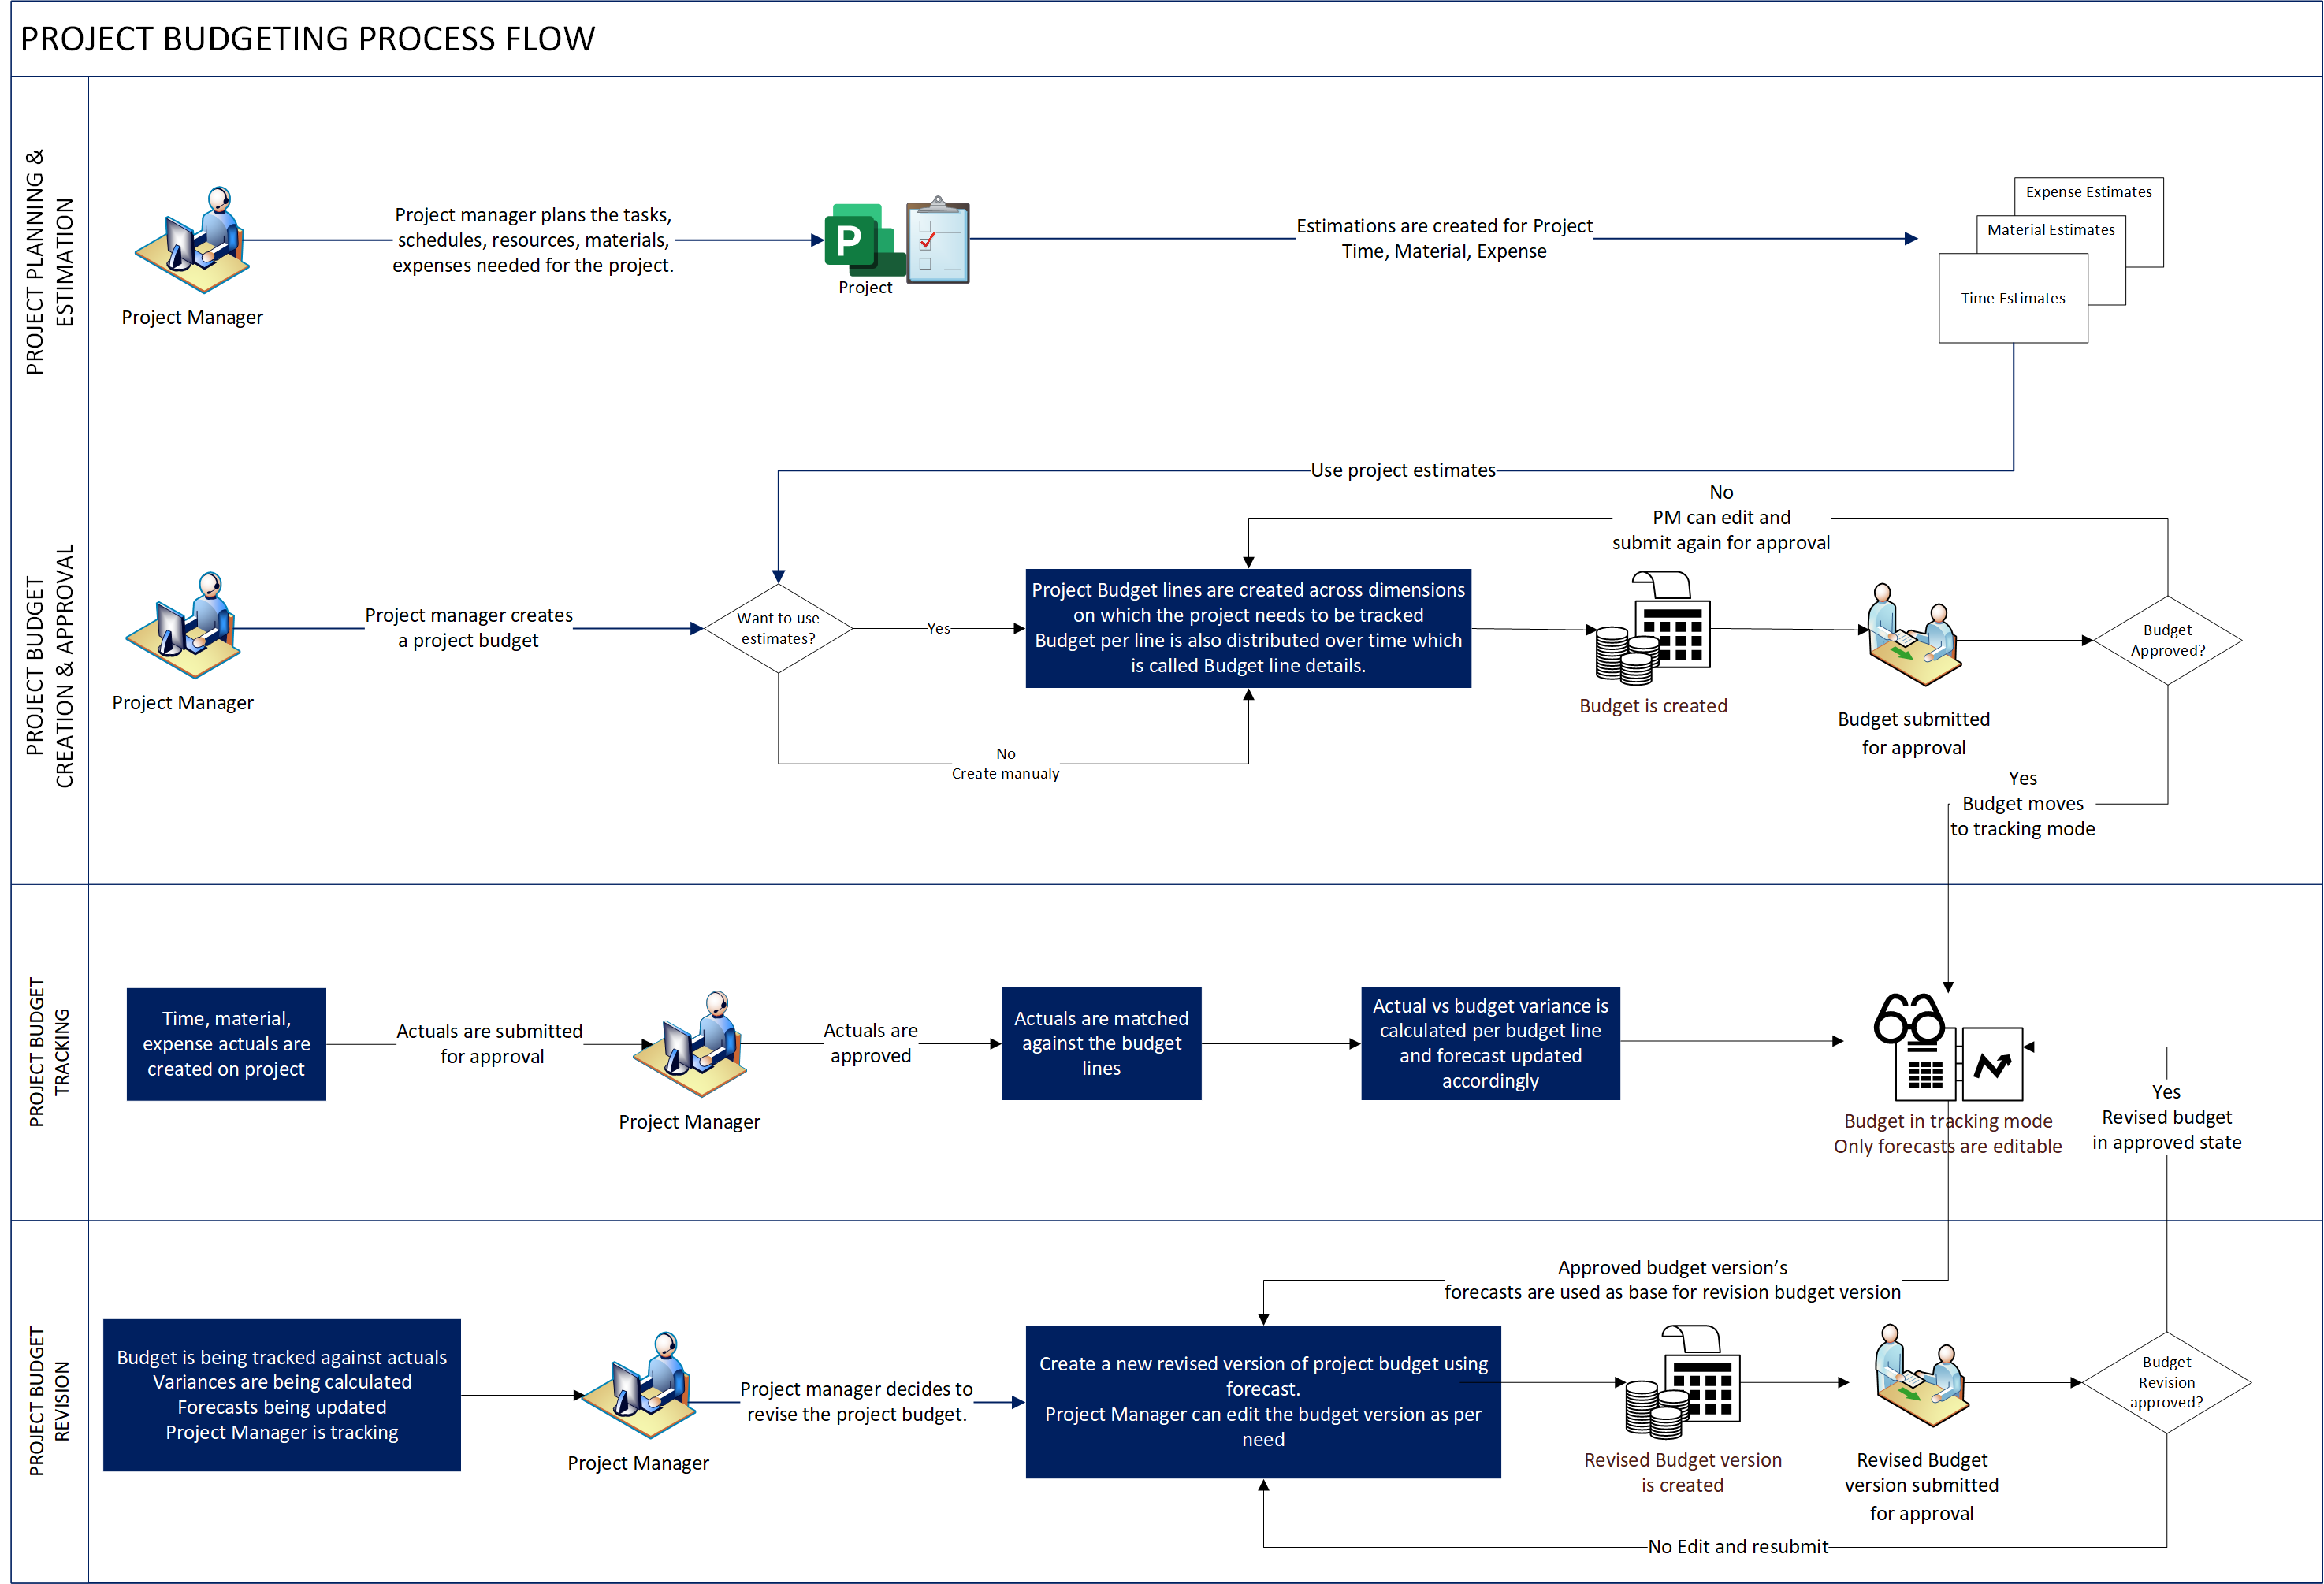 PROJECT BUDGETING PROCESS FLOW
PROJECT PLANNING &
ESTIMATION
Project Manager
Project manager plans the tasks,
schedules, resources, materials,
expenses needed for the project.
P
Project
Estimations are created for Project
Time, Material, Expense
Expense Estimates
Material Estimates
Time Estimates
PROJECT BUDGET
CREATION & APPROVAL
Use project estimates
No
PM can edit and
submit again for approval
Project Manager
Project manager creates
a project budget
Want to use
estimates?
Yes
Project Budget lines are created across dimensions
on which the project needs to be tracked
Budget per line is also distributed over time which
is called Budget line details.
No
Create manualy
Budget is created
Budget submitted
for approval
Budget
Approved?
Yes
Budget moves
to tracking mode
PROJECT BUDGET
TRACKING
Time, material,
expense actuals are
created on project
Actuals are submitted
for approval
Project Manager
Actuals are
approved
Actuals are matched
against the budget
lines
Actual vs budget variance is
calculated per budget line
and forecast updated
accordingly
Budget in tracking mode
Only forecasts are editable
Yes
Revised budget
in approved state
PROJECT BUDGET
REVISION
Approved budget version’s
forecasts are used as base for revision budget version
Budget is being tracked against actuals
Variances are being calculated
Forecasts being updated
Project Manager is tracking
Project Manager
Project manager decides to
revise the project budget.
Create a new revised version of project budget using
forecast.
Project Manager can edit the budget version as per
need
Revised Budget version
is created
Revised Budget
version submitted
for approval
Budget
Revision
approved?
No Edit and resubmit